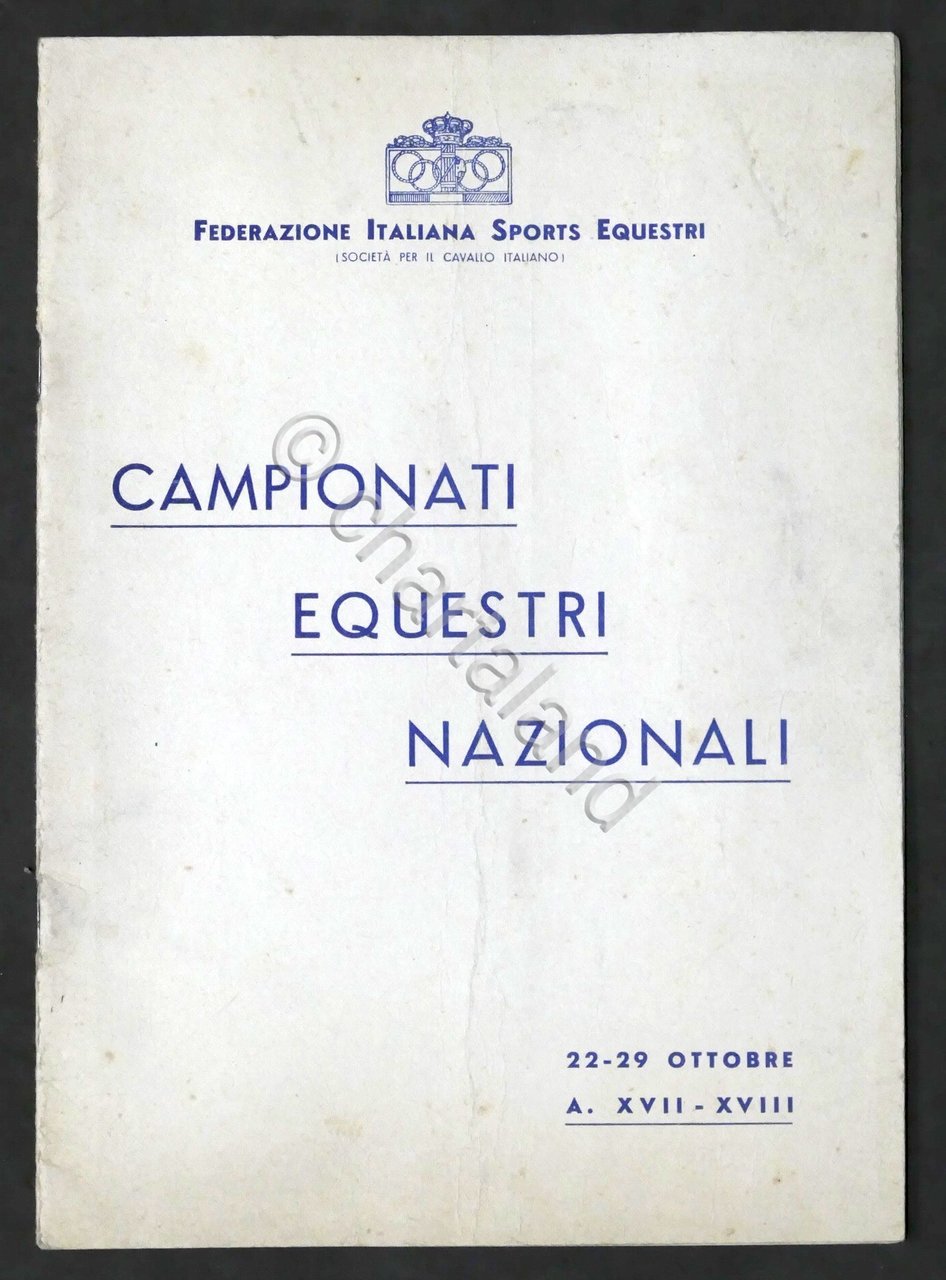 FEDERAZIONE ITALIANA SPORTS EQUESTRI
(SOCIETÀ PER IL CAVALLO ITALIANO)
CAMPIONATI
EQUESTRI
NAZIONALI
© chartaland
22-29 OTTOBRE
A. XVII - XVIII